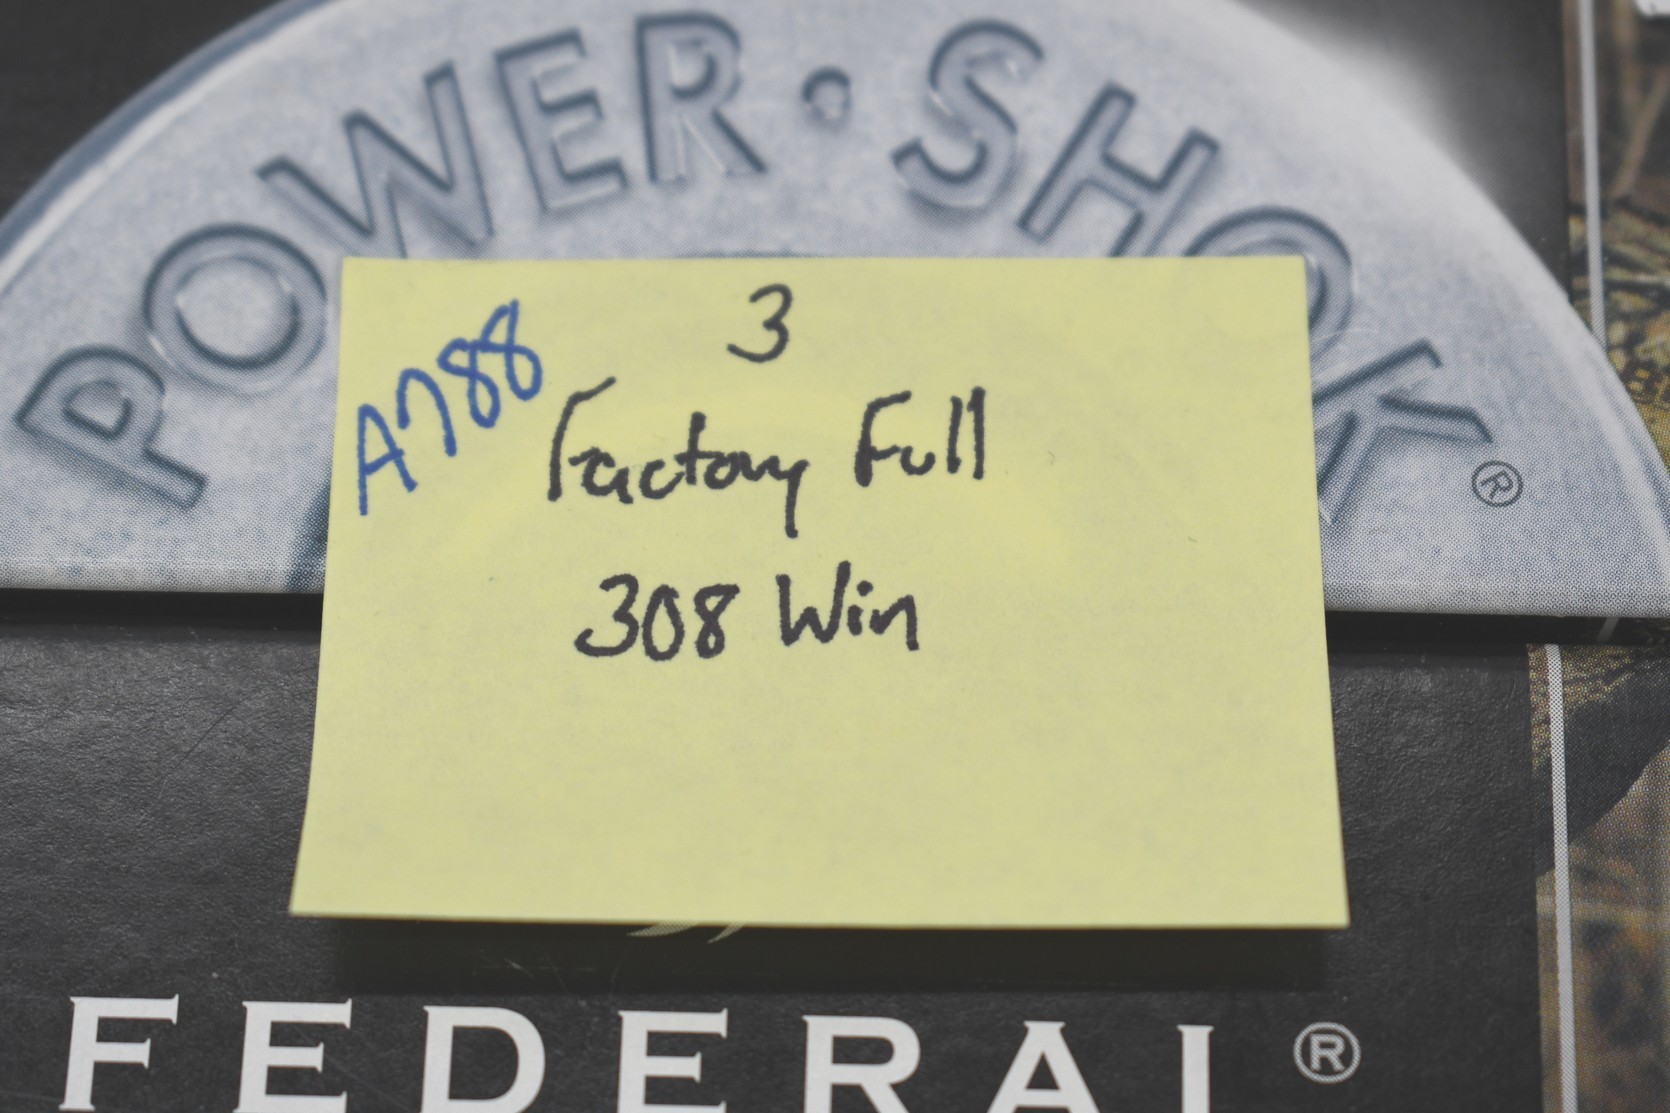 POWER·SHOK®
3
A788
Factory Full
308 Win
FEDERAL®